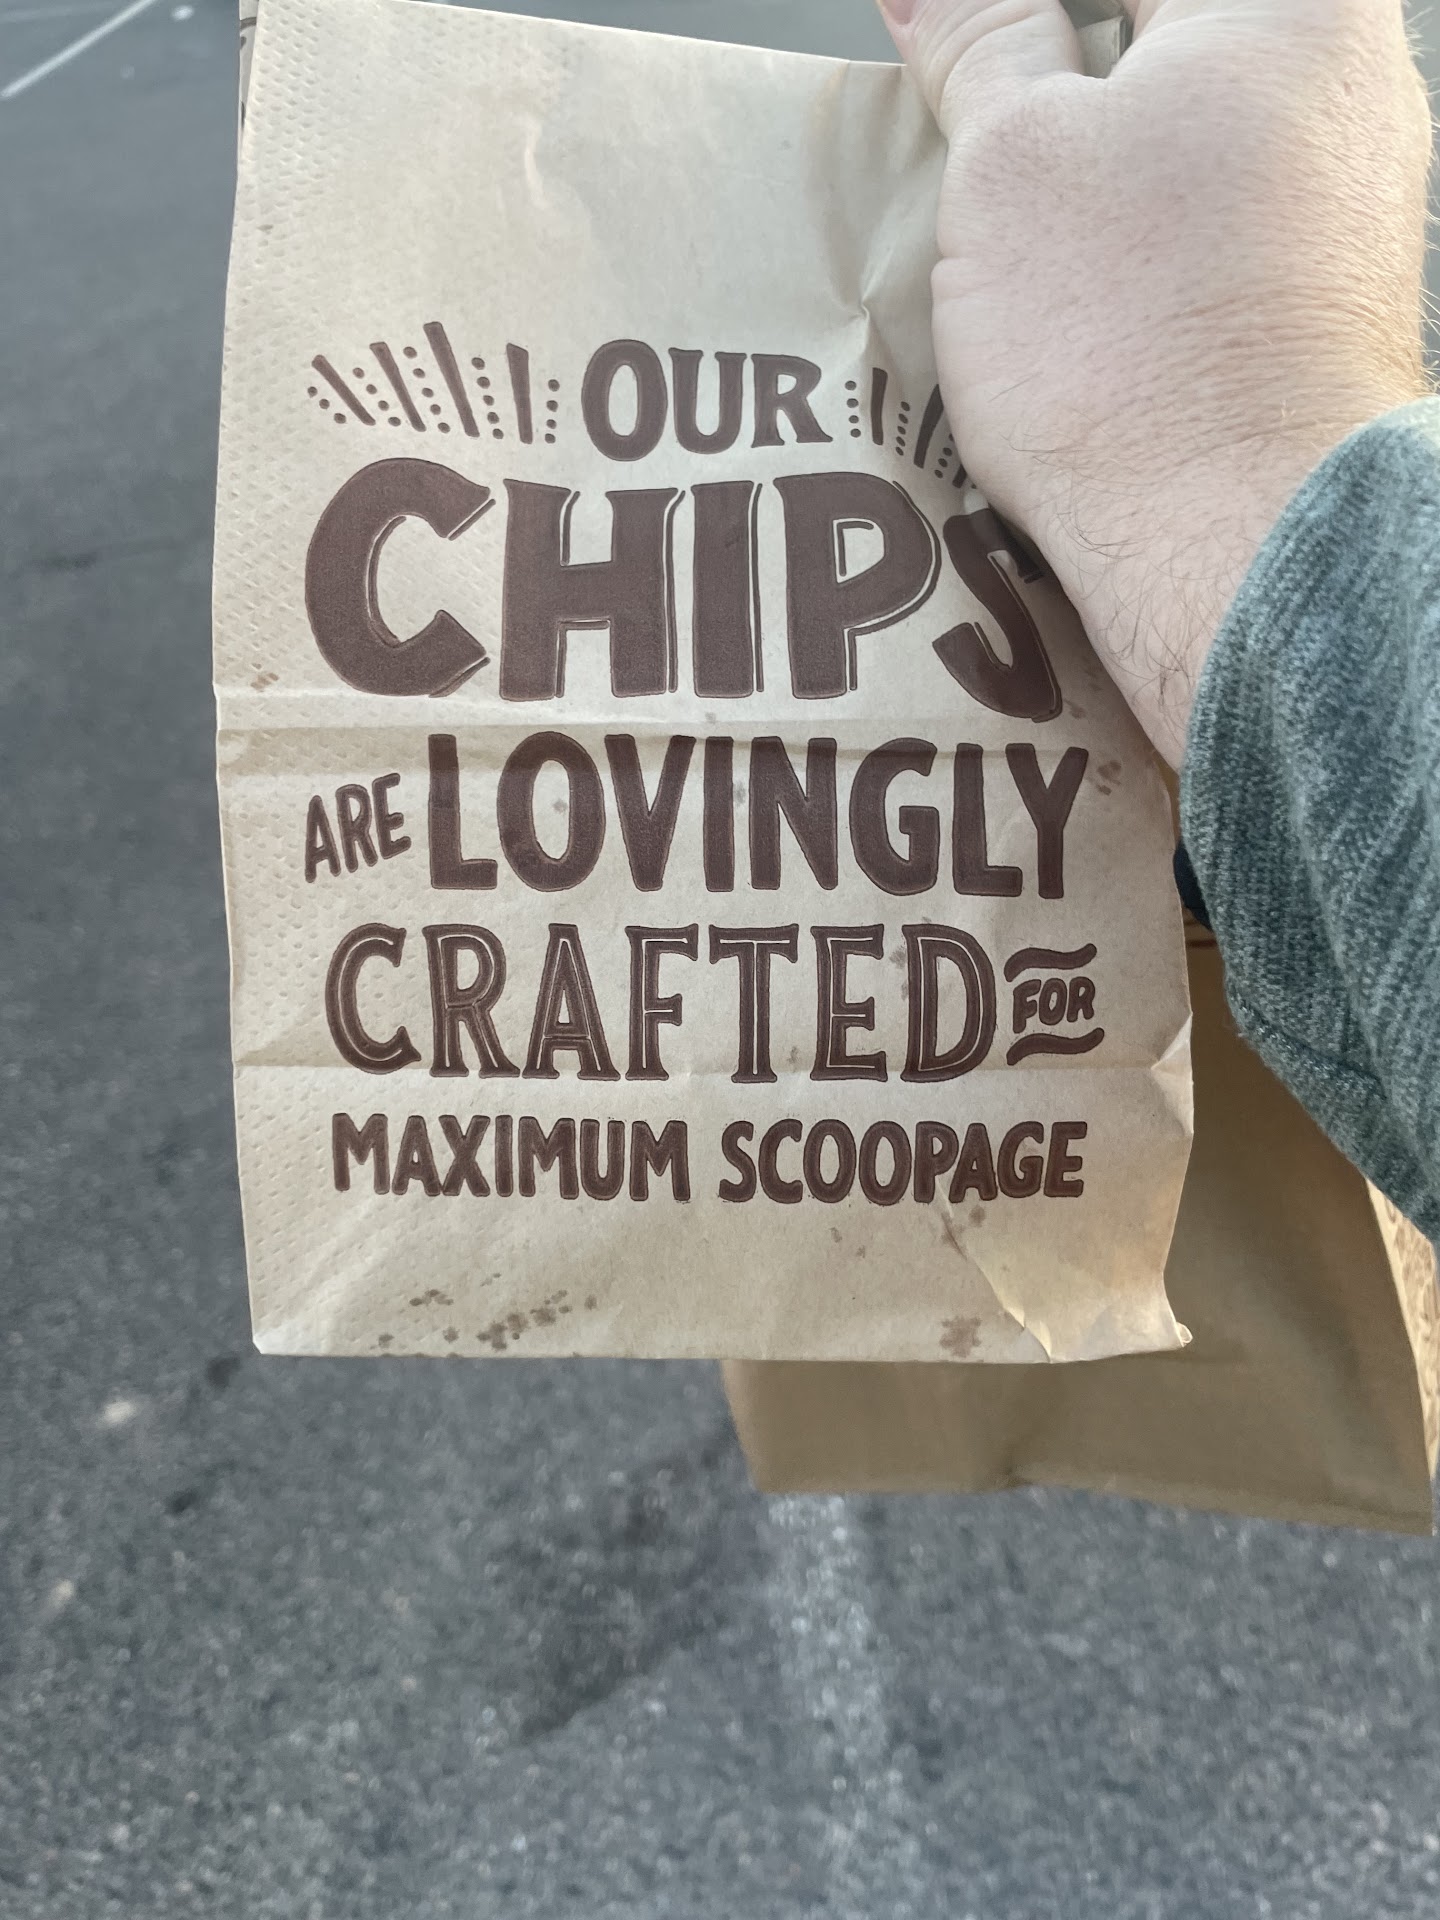 OUR
CHIPS
ARE LOVINGLY
CRAFTED FOR
MAXIMUM SCOOPAGE